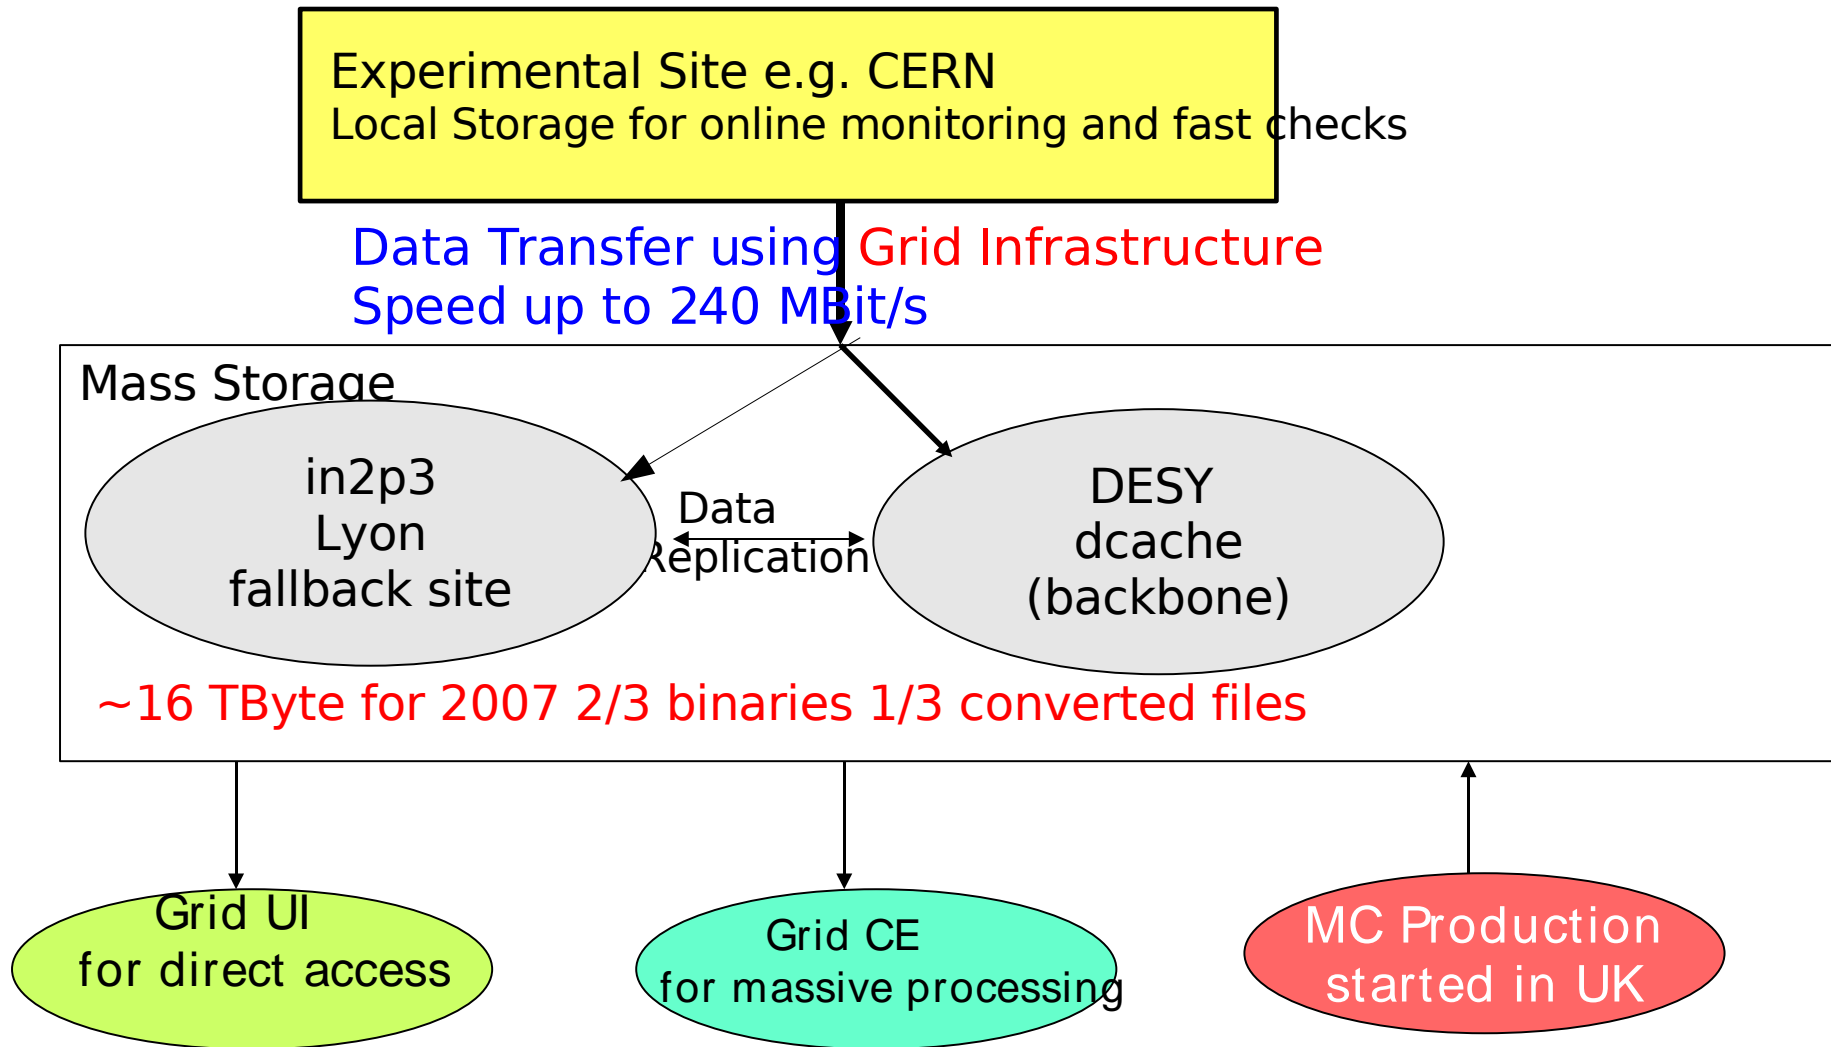 Experimental Site e.g. CERN
Local Storage for online monitoring and fast checks
Data Transfer using Grid Infrastructure
Speed up to 240 MBit/s
Mass Storage
in2p3
Lyon
fallback site
Data
Replication
DESY
dcache
(backbone)
~16 TByte for 2007 2/3 binaries 1/3 converted files
Grid UI
for direct access
Grid CE
for massive processing
MC Production
started in UK